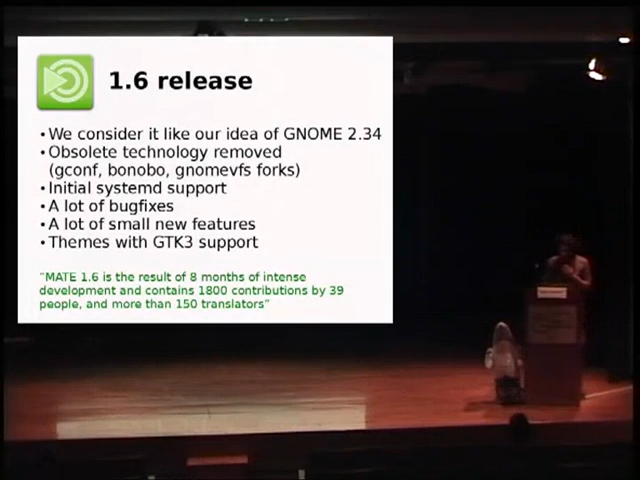 1.6 release
• We consider it like our idea of GNOME 2.34
• Obsolete technology removed
(gconf, bonobo, gnomevfs forks)
• Initial systemd support
• A lot of bugfixes
• A lot of small new features
• Themes with GTK3 support
"MATE 1.6 is the result of 8 months of intense
development and contains 1800 contributions by 39
people, and more than 150 translators"